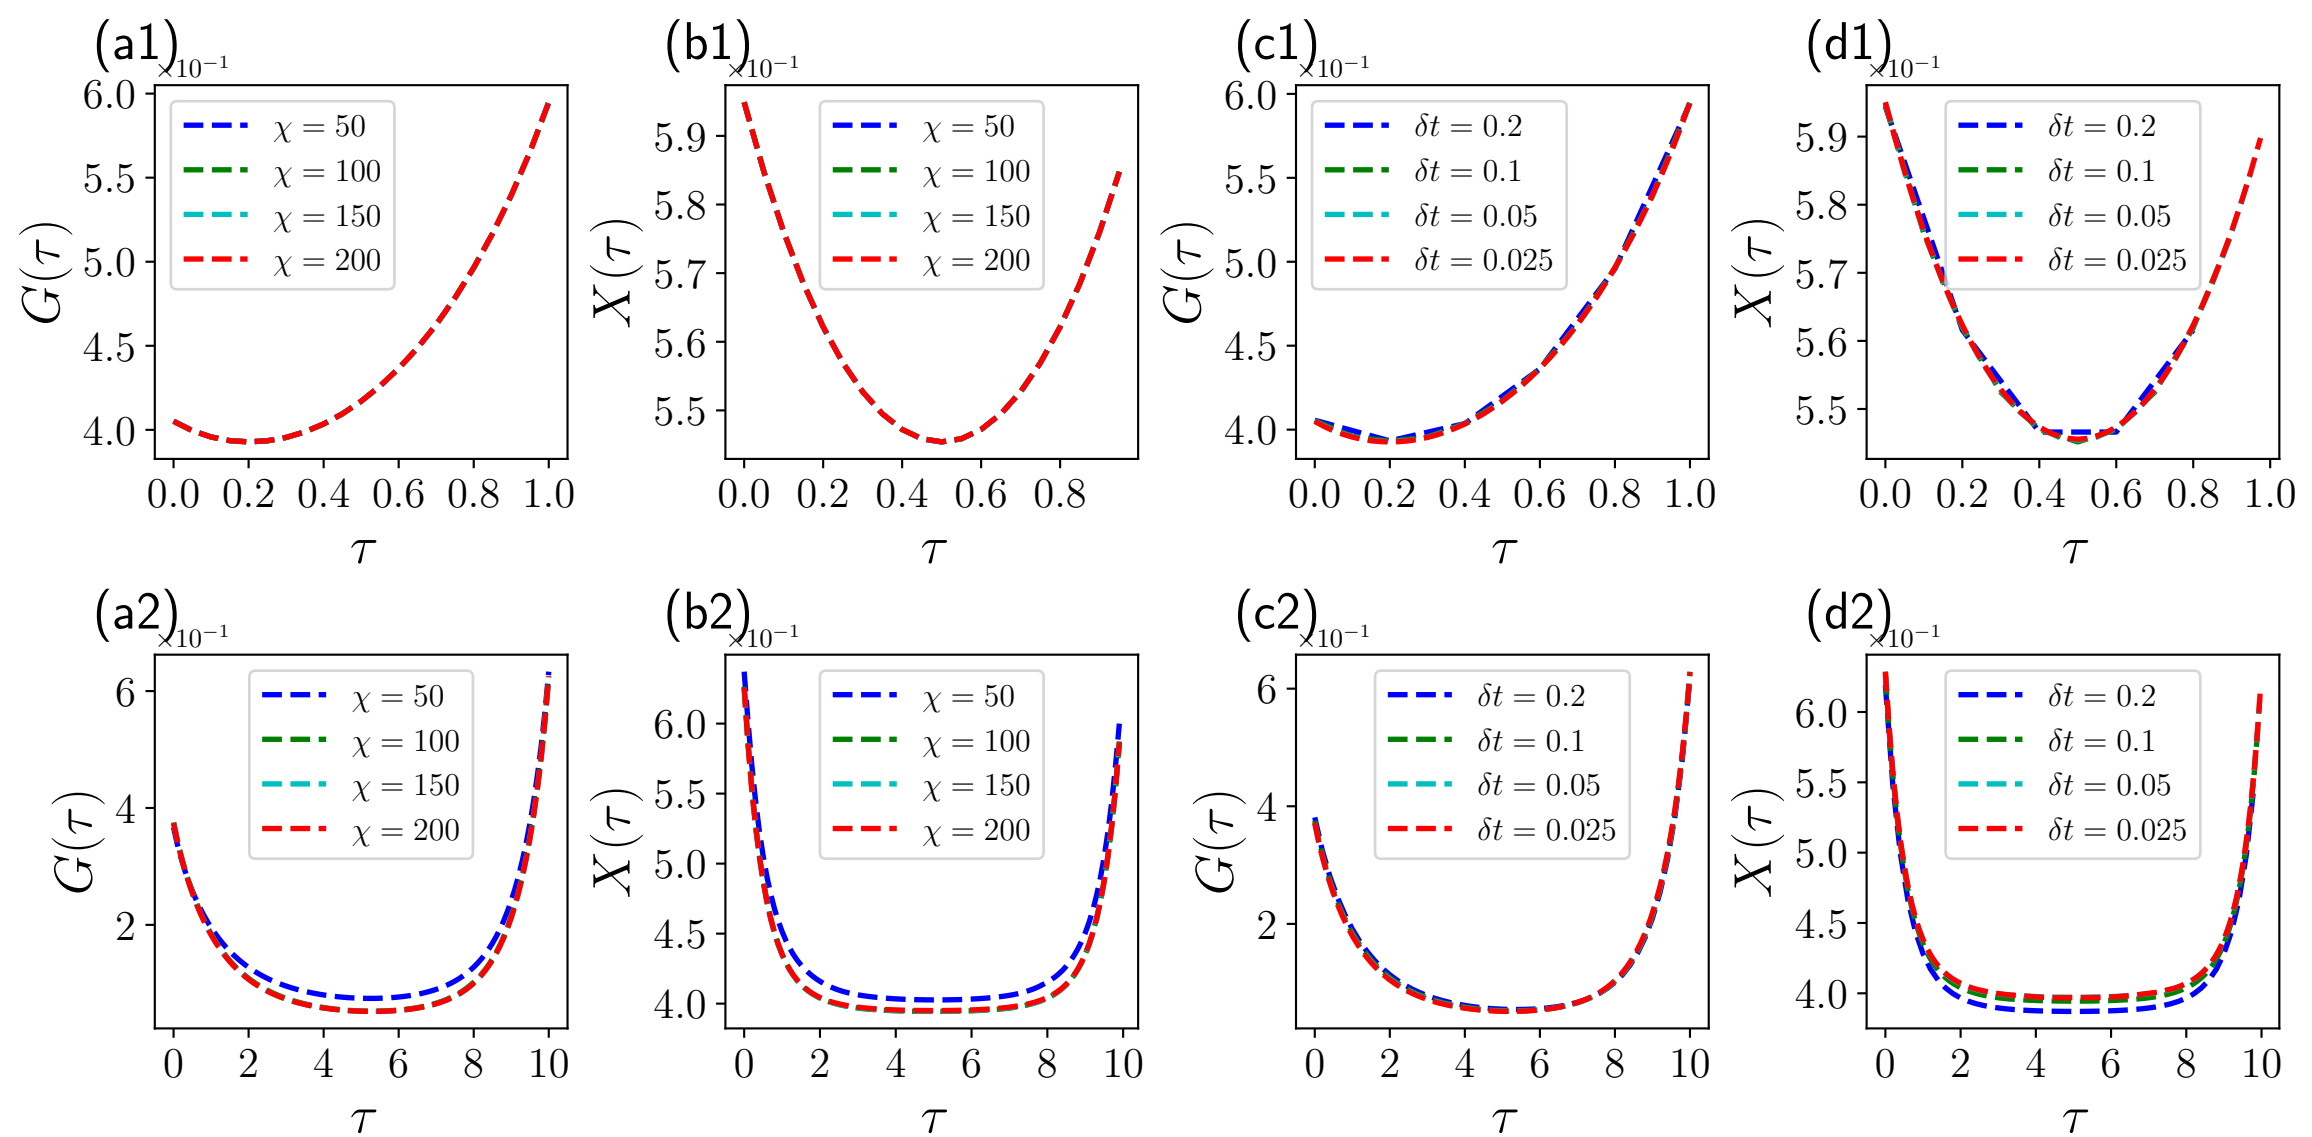 (a1)
×10⁻¹
G(τ)
6.0
5.5
5.0
4.5
4.0
χ = 50
χ = 100
χ = 150
χ = 200
0.0 0.2 0.4 0.6 0.8 1.0
τ
(b1)
×10⁻¹
X(τ)
5.9
5.8
5.7
5.6
5.5
χ = 50
χ = 100
χ = 150
χ = 200
0.0 0.2 0.4 0.6 0.8
τ
(c1)
×10⁻¹
G(τ)
6.0
5.5
5.0
4.5
4.0
δt = 0.2
δt = 0.1
δt = 0.05
δt = 0.025
0.0 0.2 0.4 0.6 0.8 1.0
τ
(d1)
×10⁻¹
X(τ)
5.9
5.8
5.7
5.6
5.5
δt = 0.2
δt = 0.1
δt = 0.05
δt = 0.025
0.0 0.2 0.4 0.6 0.8 1.0
τ
(a2)
×10⁻¹
G(τ)
6
4
2
χ = 50
χ = 100
χ = 150
χ = 200
0 2 4 6 8 10
τ
(b2)
×10⁻¹
X(τ)
6.0
5.5
5.0
4.5
4.0
χ = 50
χ = 100
χ = 150
χ = 200
0 2 4 6 8 10
τ
(c2)
×10⁻¹
G(τ)
6
4
2
δt = 0.2
δt = 0.1
δt = 0.05
δt = 0.025
0 2 4 6 8 10
τ
(d2)
×10⁻¹
X(τ)
6.0
5.5
5.0
4.5
4.0
δt = 0.2
δt = 0.1
δt = 0.05
δt = 0.025
0 2 4 6 8 10
τ